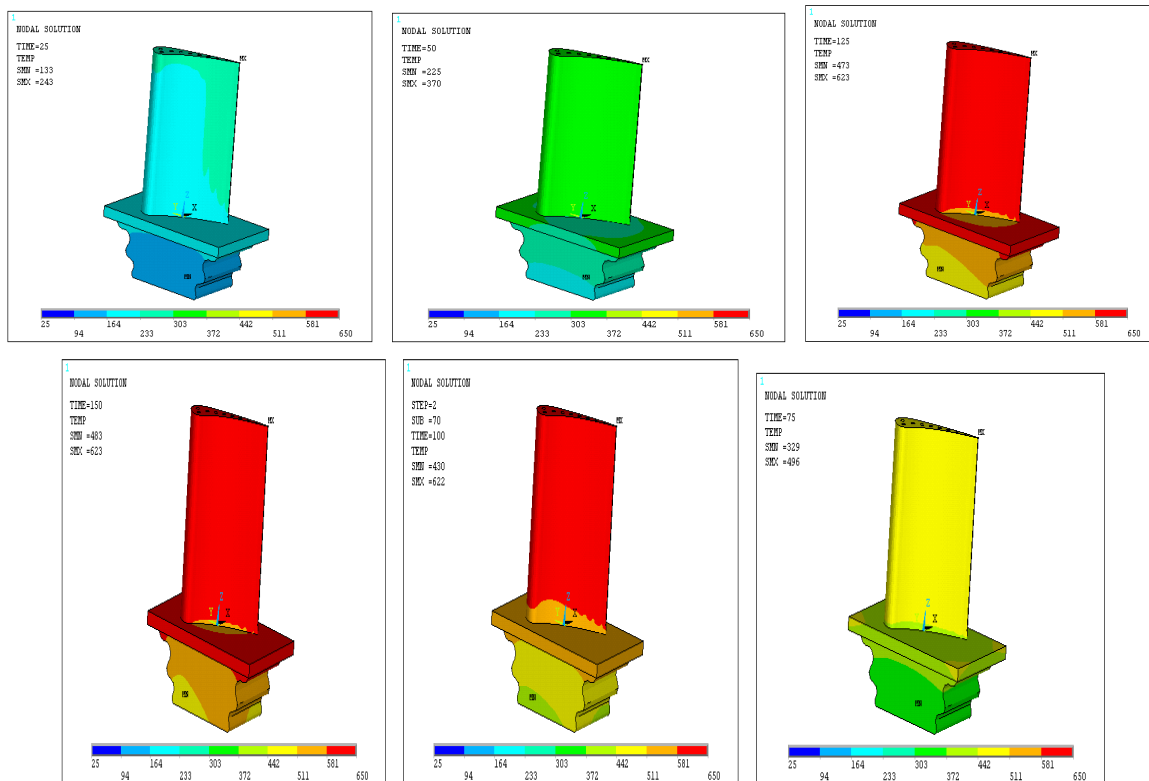 1
NODAL SOLUTION
TIME=25
TEMP
SMN =133
SMX =243
MX
Z
Y X
MN
25 164 303 442 581
94 233 372 511 650
1
NODAL SOLUTION
TIME=50
TEMP
SMN =225
SMX =370
MX
Z
Y X
MN
25 164 303 442 581
94 233 372 511 650
1
NODAL SOLUTION
TIME=125
TEMP
SMN =473
SMX =623
MX
Z
Y X
MN
25 164 303 442 581
94 233 372 511 650
1
NODAL SOLUTION
TIME=150
TEMP
SMN =483
SMX =623
MX
Z
Y X
MN
25 164 303 442 581
94 233 372 511 650
1
NODAL SOLUTION
STEP=2
SUB =70
TIME=100
TEMP
SMN =430
SMX =622
MX
Z
Y X
MN
25 164 303 442 581
94 233 372 511 650
1
NODAL SOLUTION
TIME=75
TEMP
SMN =329
SMX =496
MX
Z
Y X
MN
25 164 303 442 581
94 233 372 511 650